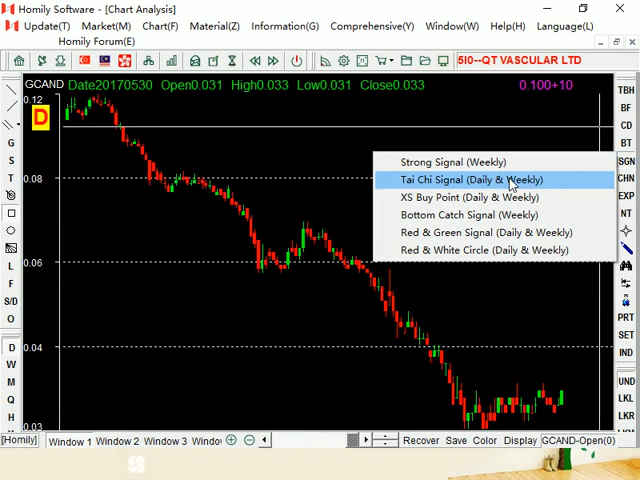 Homily Software - [Chart Analysis]
Update(T) Market(M) Chart(F) Material(Z) Information(G) Comprehensive(Y) Window(W) Help(H) Language(L)
Homily Forum(E)
5I0--QT VASCULAR LTD
GCAND Date20170530 Open0.031 High0.033 Low0.031 Close0.033 0.100+10
0.12
D
0.08
0.06
0.04
0.03
Strong Signal (Weekly)
Tai Chi Signal (Daily & Weekly)
XS Buy Point (Daily & Weekly)
Bottom Catch Signal (Weekly)
Red & Green Signal (Daily & Weekly)
Red & White Circle (Daily & Weekly)
G
S
T
L
F
S/D
O
D
W
M
Q
H
TBH
BF
CD
BT
SGN
CHN
EXP
NT
PRT
SET
IND
UND
LKL
LKR
[Homily] Window 1 Window 2 Window 3 Windo Recover Save Color Display GCAND-Open(0)